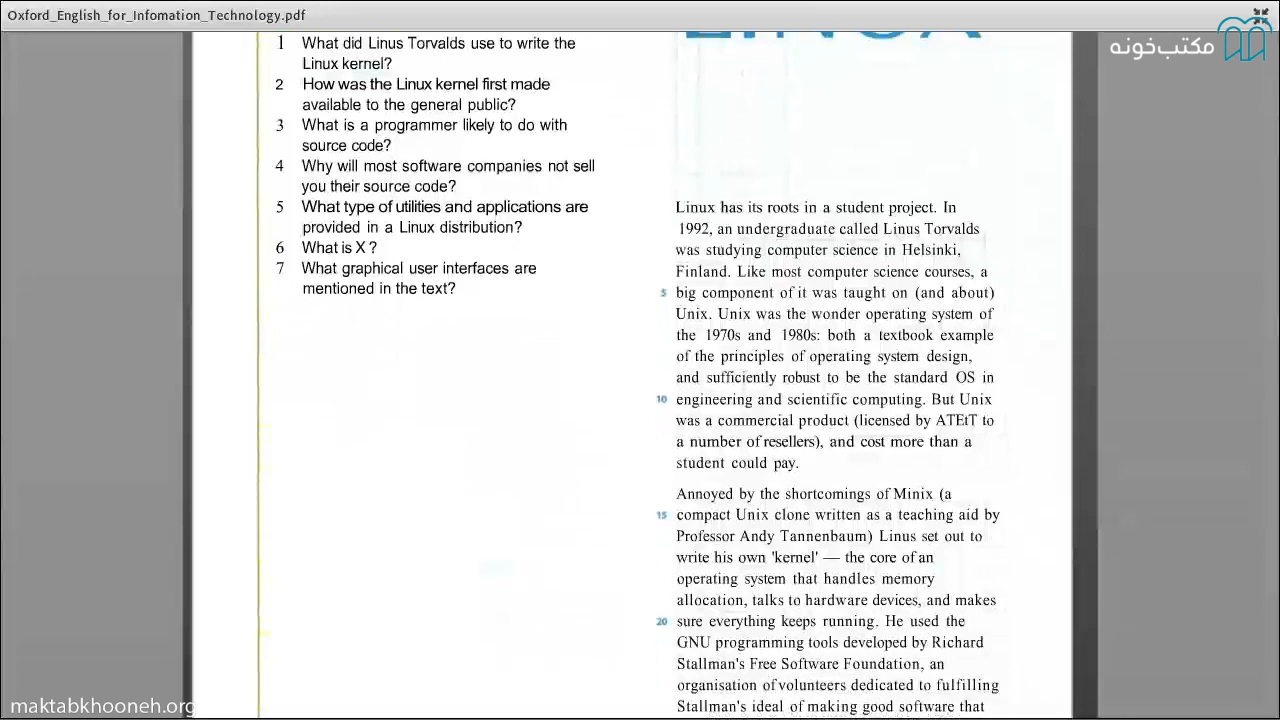 Oxford_English_for_Infomation_Technology.pdf
مکتب‌خونه
LINUX
1 What did Linus Torvalds use to write the
Linux kernel?
2 How was the Linux kernel first made
available to the general public?
3 What is a programmer likely to do with
source code?
4 Why will most software companies not sell
you their source code?
5 What type of utilities and applications are
provided in a Linux distribution?
6 What is X ?
7 What graphical user interfaces are
mentioned in the text?
Linux has its roots in a student project. In
1992, an undergraduate called Linus Torvalds
was studying computer science in Helsinki,
Finland. Like most computer science courses, a
5 big component of it was taught on (and about)
Unix. Unix was the wonder operating system of
the 1970s and 1980s: both a textbook example
of the principles of operating system design,
and sufficiently robust to be the standard OS in
10 engineering and scientific computing. But Unix
was a commercial product (licensed by ATEtT to
a number of resellers), and cost more than a
student could pay.
Annoyed by the shortcomings of Minix (a
15 compact Unix clone written as a teaching aid by
Professor Andy Tannenbaum) Linus set out to
write his own 'kernel' — the core of an
operating system that handles memory
allocation, talks to hardware devices, and makes
20 sure everything keeps running. He used the
GNU programming tools developed by Richard
Stallman's Free Software Foundation, an
organisation of volunteers dedicated to fulfilling
Stallman's ideal of making good software that
maktabkhooneh.org